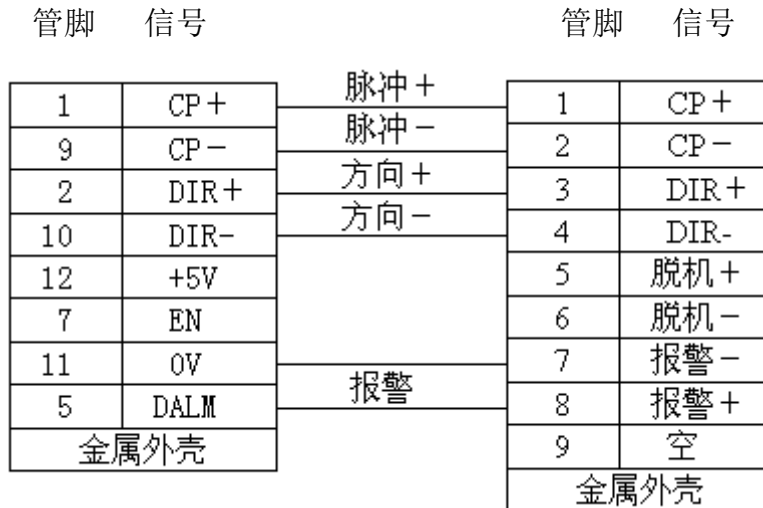 管脚 信号 管脚 信号
1 CP+ 脉冲+ 1 CP+
9 CP- 脉冲- 2 CP-
2 DIR+ 方向+ 3 DIR+
10 DIR- 方向- 4 DIR-
12 +5V 5 脱机+
7 EN 6 脱机-
11 0V 7 报警-
5 DALM 报警 8 报警+
金属外壳 9 空
金属外壳